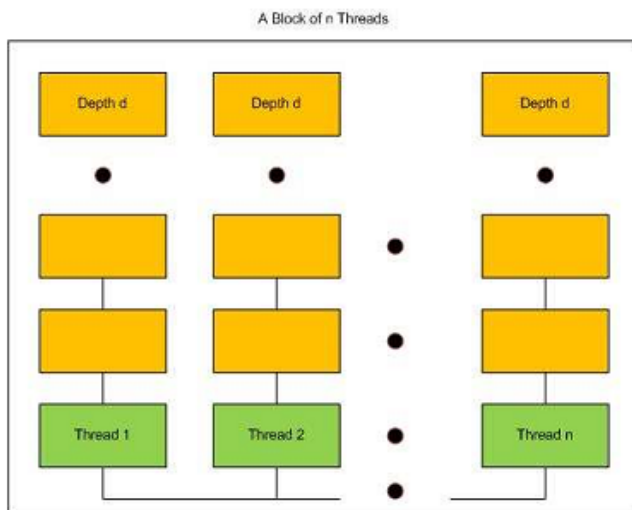 A Block of n Threads
Depth d
Depth d
Depth d
Thread 1
Thread 2
Thread n